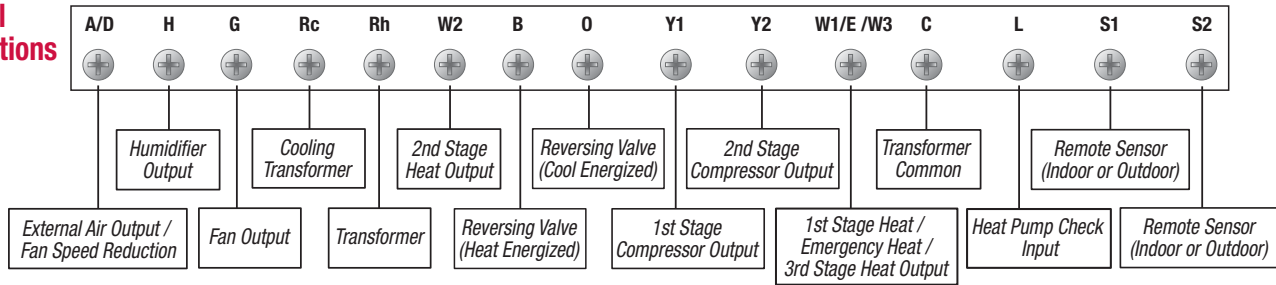 l
tions
A/D H G Rc Rh W2 B O Y1 Y2 W1/E /W3 C L S1 S2
Humidifier
Output
Cooling
Transformer
2nd Stage
Heat Output
Reversing Valve
(Cool Energized)
2nd Stage
Compressor Output
Transformer
Common
Remote Sensor
(Indoor or Outdoor)
External Air Output /
Fan Speed Reduction
Fan Output
Transformer
Reversing Valve
(Heat Energized)
1st Stage
Compressor Output
1st Stage Heat /
Emergency Heat /
3rd Stage Heat Output
Heat Pump Check
Input
Remote Sensor
(Indoor or Outdoor)